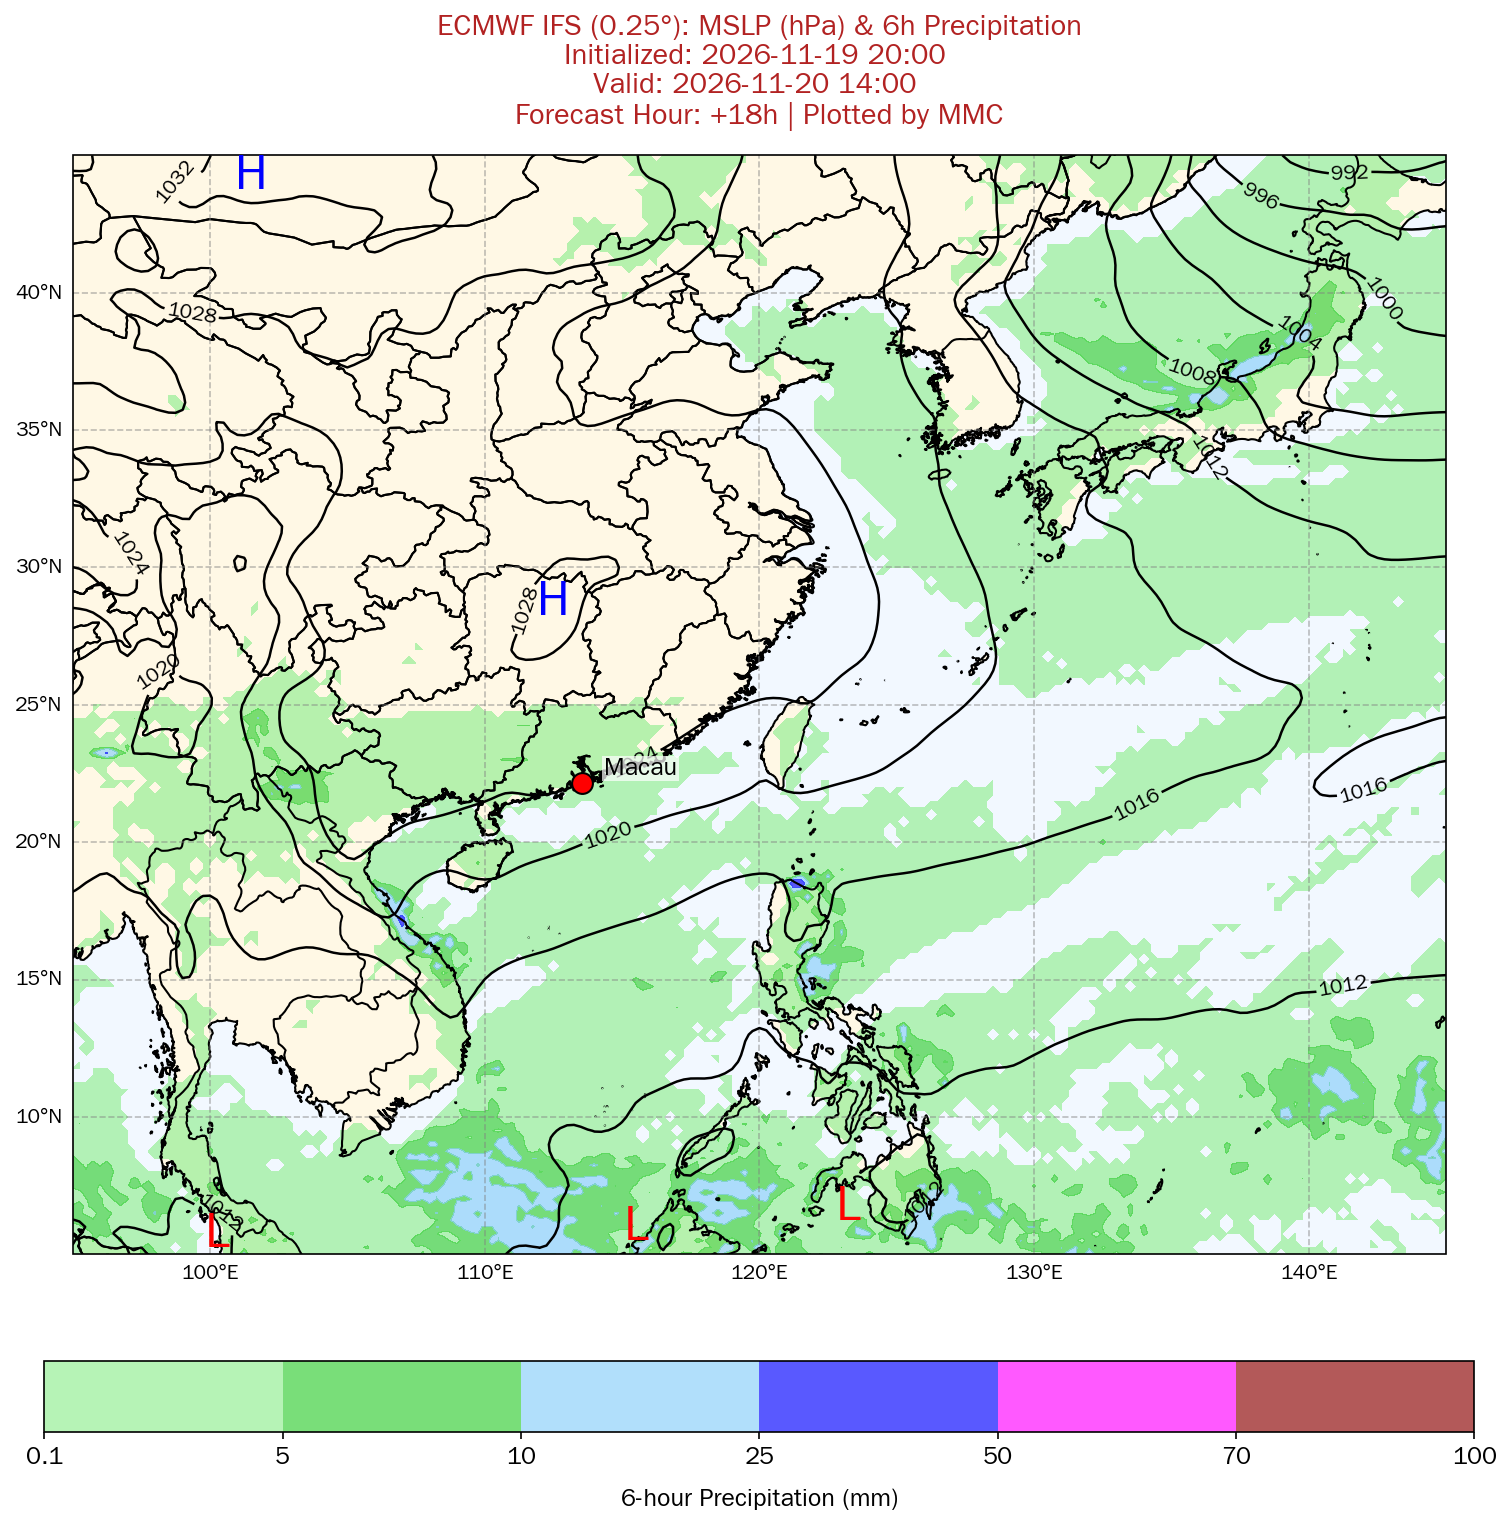 ECMWF IFS (0.25°): MSLP (hPa) & 6h Precipitation
Initialized: 2026-11-19 20:00
Valid: 2026-11-20 14:00
Forecast Hour: +18h | Plotted by MMC
H
1032
992
996
40°N
1028
1000
1004
1008
35°N
1012
1024
30°N
H
1028
1020
25°N
1024
Macau
1016
1016
1020
20°N
15°N
1012
10°N
1012
L
L
L
1012
100°E 110°E 120°E 130°E 140°E
0.1 5 10 25 50 70 100
6-hour Precipitation (mm)